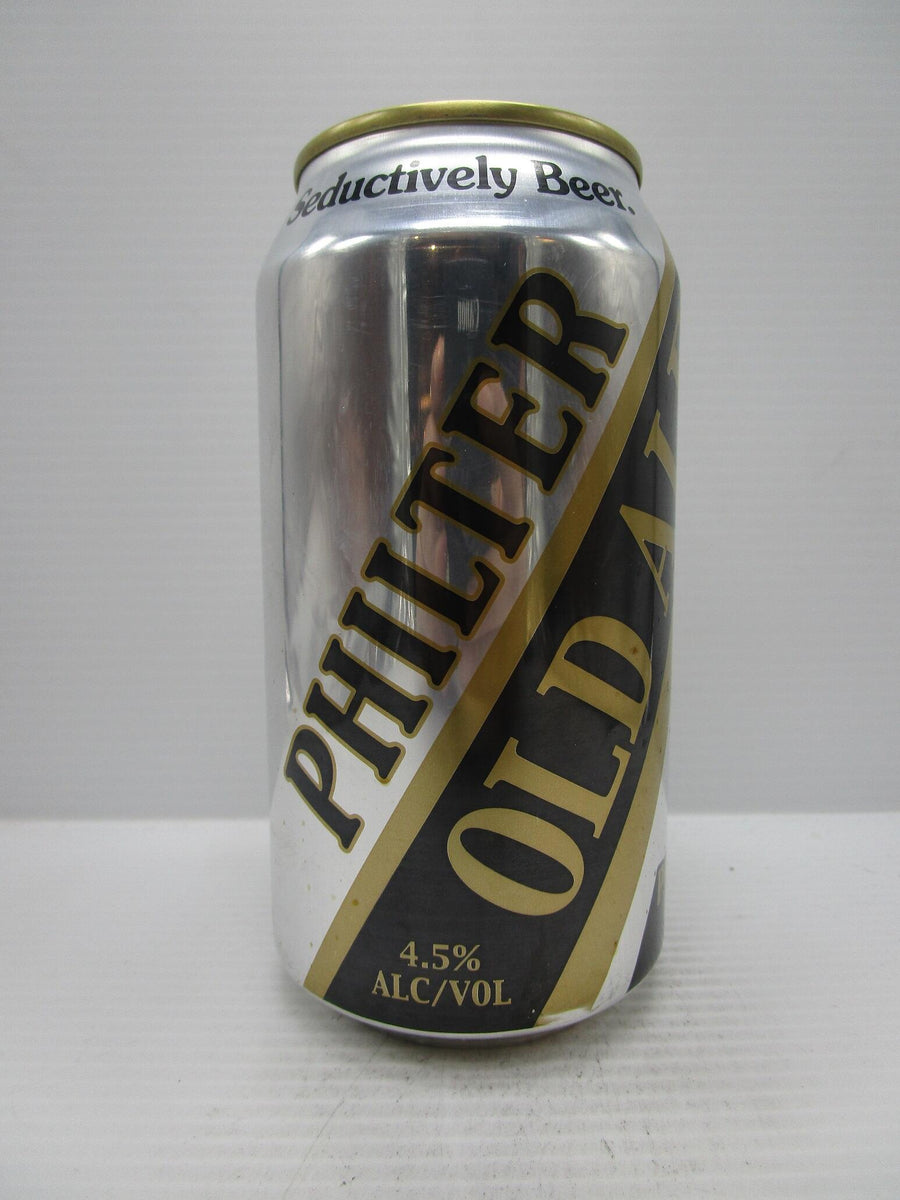 Seductively Beer.
PHILTER
OLD
4.5%
ALC/VOL